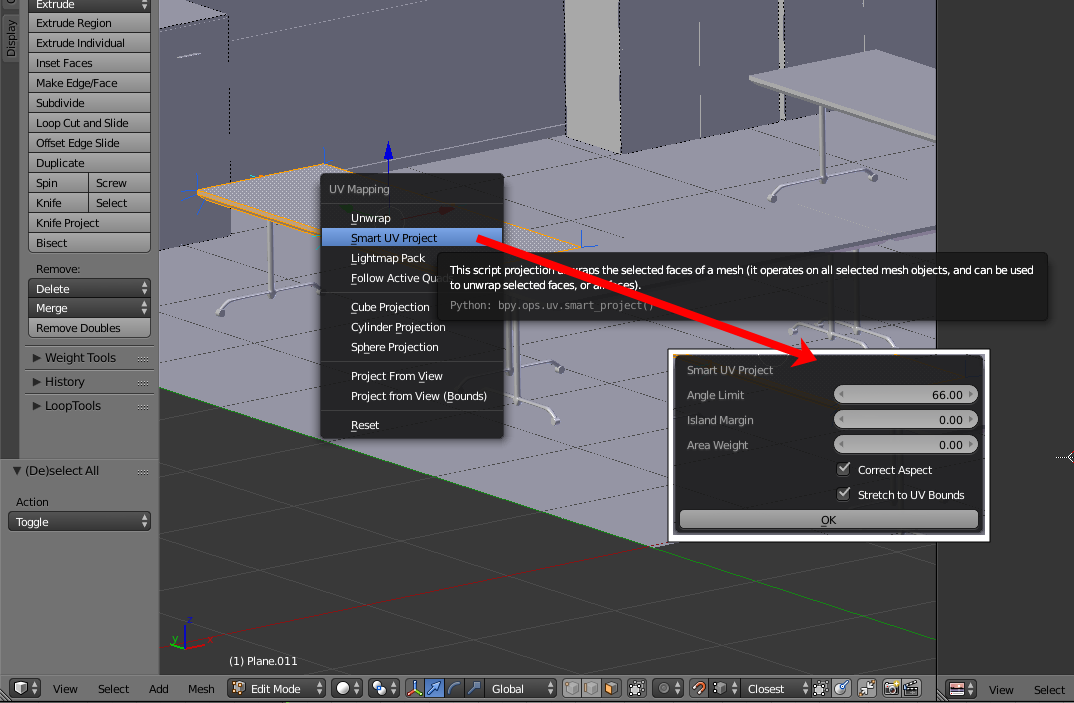 Display
Extrude
Extrude Region
Extrude Individual
Inset Faces
Make Edge/Face
Subdivide
Loop Cut and Slide
Offset Edge Slide
Duplicate
Spin Screw
Knife Select
Knife Project
Bisect
Remove:
Delete
Merge
Remove Doubles
Weight Tools
History
LoopTools
(De)select All
Action
Toggle
UV Mapping
Unwrap
Smart UV Project
Lightmap Pack
Follow Active
Cube Projection
Cylinder Projection
Sphere Projection
Project From View
Project from View (Bounds)
Reset
This script projection the selected faces of a mesh (it operates on all selected mesh objects, and can be used
to unwrap selected faces, or
Python: bpy.ops.uv.smart_project()
Smart UV Project
Angle Limit 66.00
Island Margin 0.00
Area Weight 0.00
Correct Aspect
Stretch to UV Bounds
OK
z
y
x
(1) Plane.011
View Select Add Mesh Edit Mode Global Closest View Select